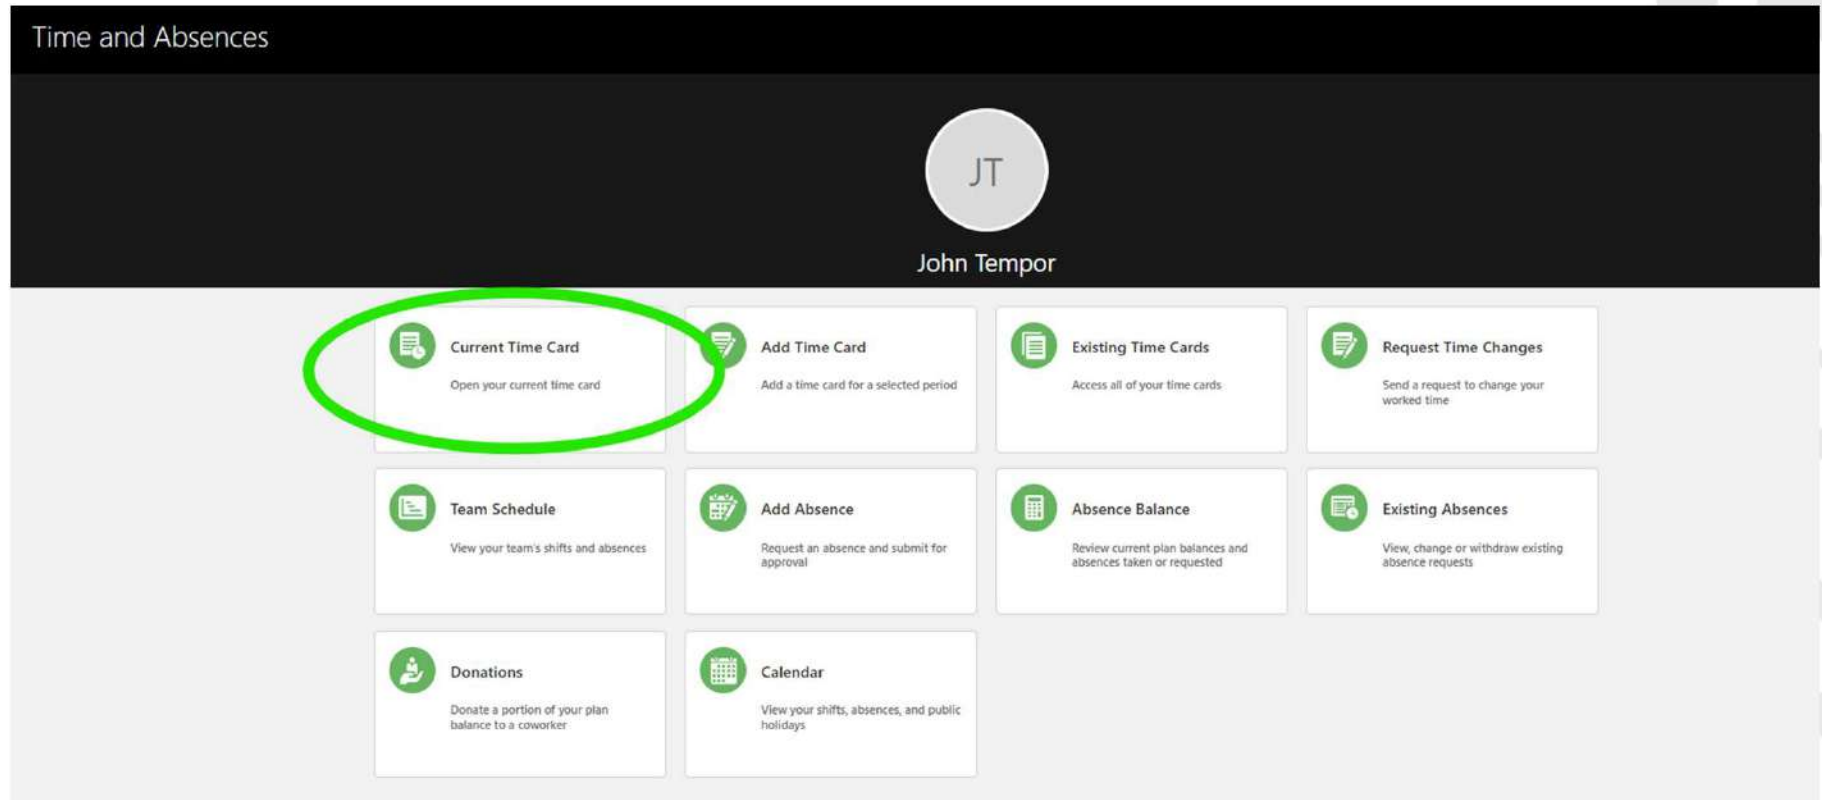 Time and Absences
JT
John Tempor
Current Time Card
Open your current time card
Add Time Card
Add a time card for a selected period
Existing Time Cards
Access all of your time cards
Request Time Changes
Send a request to change your
worked time
Team Schedule
View your team's shifts and absences
Add Absence
Request an absence and submit for
approval
Absence Balance
Review current plan balances and
absences taken or requested
Existing Absences
View, change or withdraw existing
absence requests
Donations
Donate a portion of your plan
balance to a coworker
Calendar
View your shifts, absences, and public
holidays